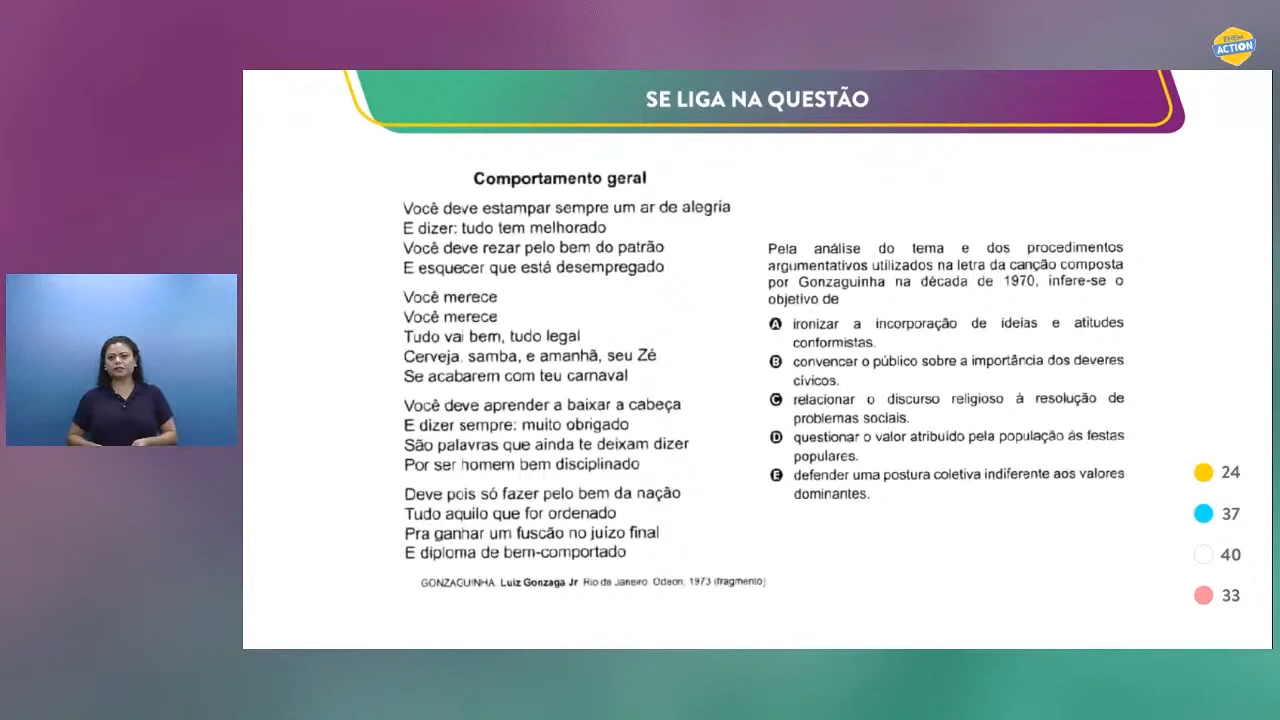 ENEM
ACTION
SE LIGA NA QUESTÃO
Comportamento geral
Você deve estampar sempre um ar de alegria
E dizer: tudo tem melhorado
Você deve rezar pelo bem do patrão
E esquecer que está desempregado
Você merece
Você merece
Tudo vai bem, tudo legal
Cerveja, samba, e amanhã, seu Zé
Se acabarem com teu carnaval
Você deve aprender a baixar a cabeça
E dizer sempre: muito obrigado
São palavras que ainda te deixam dizer
Por ser homem bem disciplinado
Deve pois só fazer pelo bem da nação
Tudo aquilo que for ordenado
Pra ganhar um fuscão no juízo final
E diploma de bem-comportado
GONZAGUINHA. Luiz Gonzaga Jr. Rio de Janeiro: Odeon, 1973 (fragmento).
Pela análise do tema e dos procedimentos
argumentativos utilizados na letra da canção composta
por Gonzaguinha na década de 1970, infere-se o
objetivo de
A ironizar a incorporação de ideias e atitudes
conformistas.
B convencer o público sobre a importância dos deveres
cívicos.
C relacionar o discurso religioso à resolução de
problemas sociais.
D questionar o valor atribuído pela população às festas
populares.
E defender uma postura coletiva indiferente aos valores
dominantes.
24
37
40
33